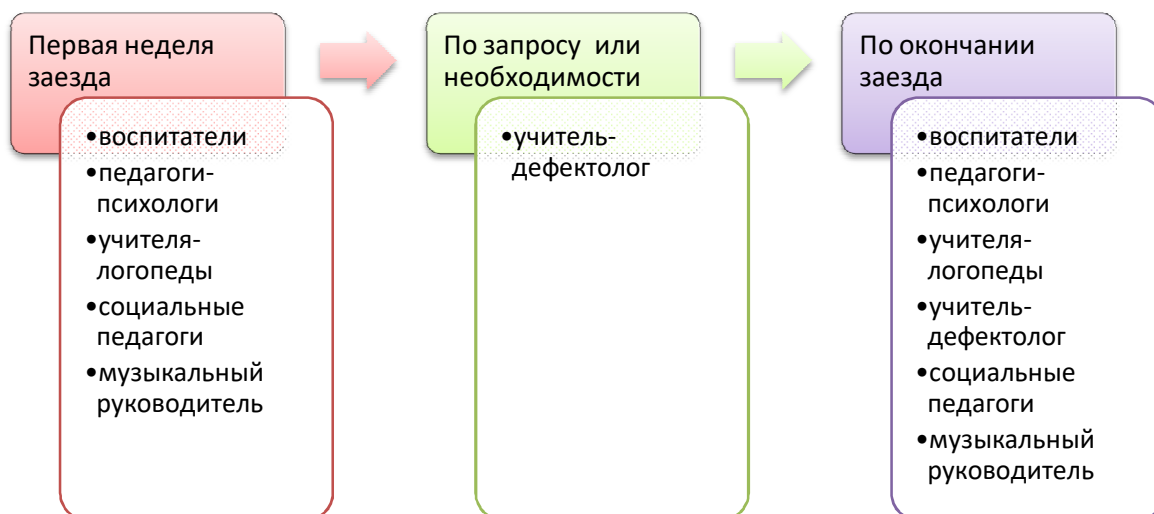 Первая неделя
заезда
•воспитатели
•педагоги-
психологи
•учителя-
логопеды
•социальные
педагоги
•музыкальный
руководитель
По запросу или
необходимости
•учитель-
дефектолог
По окончании
заезда
•воспитатели
•педагоги-
психологи
•учителя-
логопеды
•учитель-
дефектолог
•социальные
педагоги
•музыкальный
руководитель